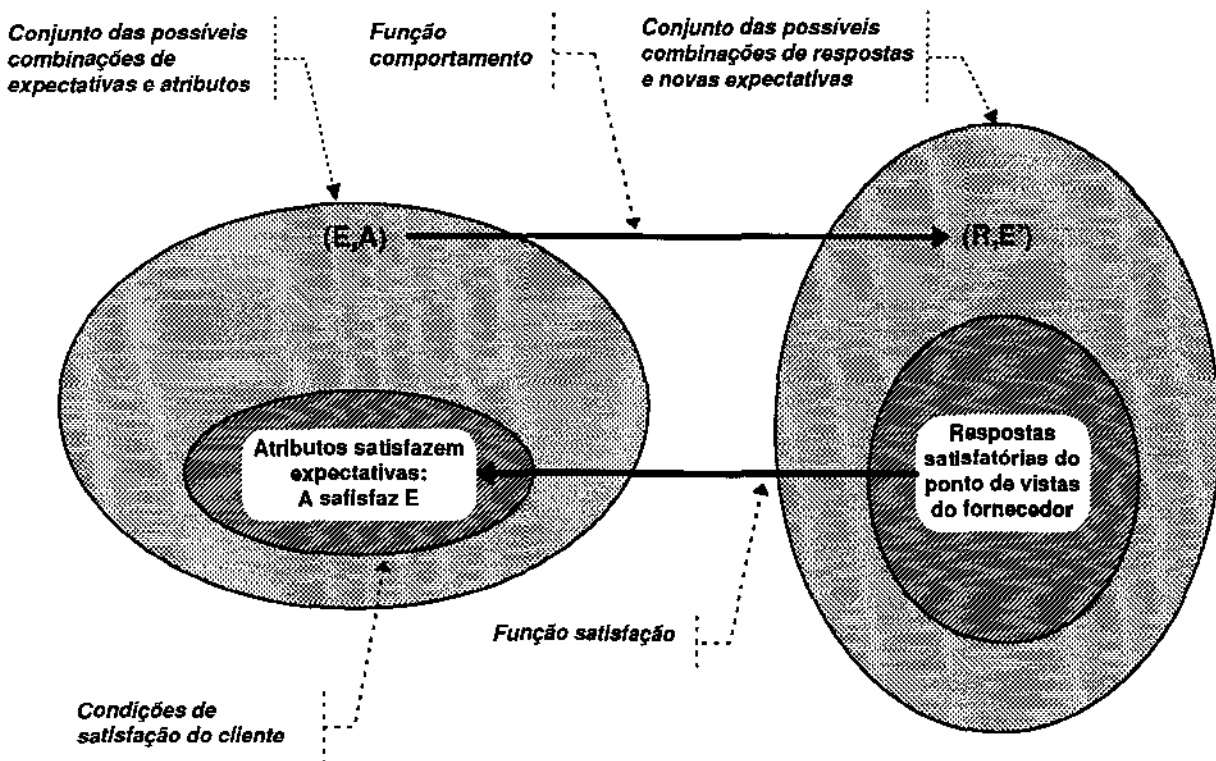 Conjunto das possíveis
combinações de
expectativas e atributos
Função
comportamento
Conjunto das possíveis
combinações de respostas
e novas expectativas
(E,A)
(R,E')
Atributos satisfazem
expectativas:
A safisfaz E
Respostas
satisfatórias do
ponto de vistas
do fornecedor
Função satisfação
Condições de
satisfação do cliente